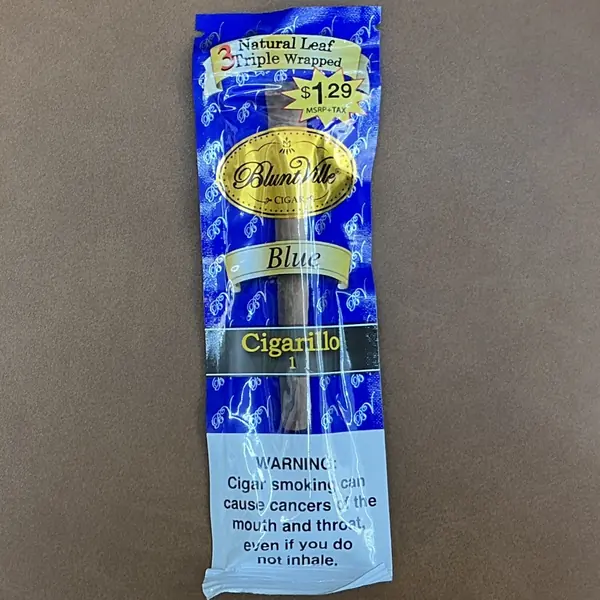 3 Natural Leaf
Triple Wrapped
$1.29
MSRP+TAX
BluntVille
CIGAR
Blue
Cigarillo
1
WARNING:
Cigar smoking can
cause cancers of the
mouth and throat,
even if you do
not inhale.